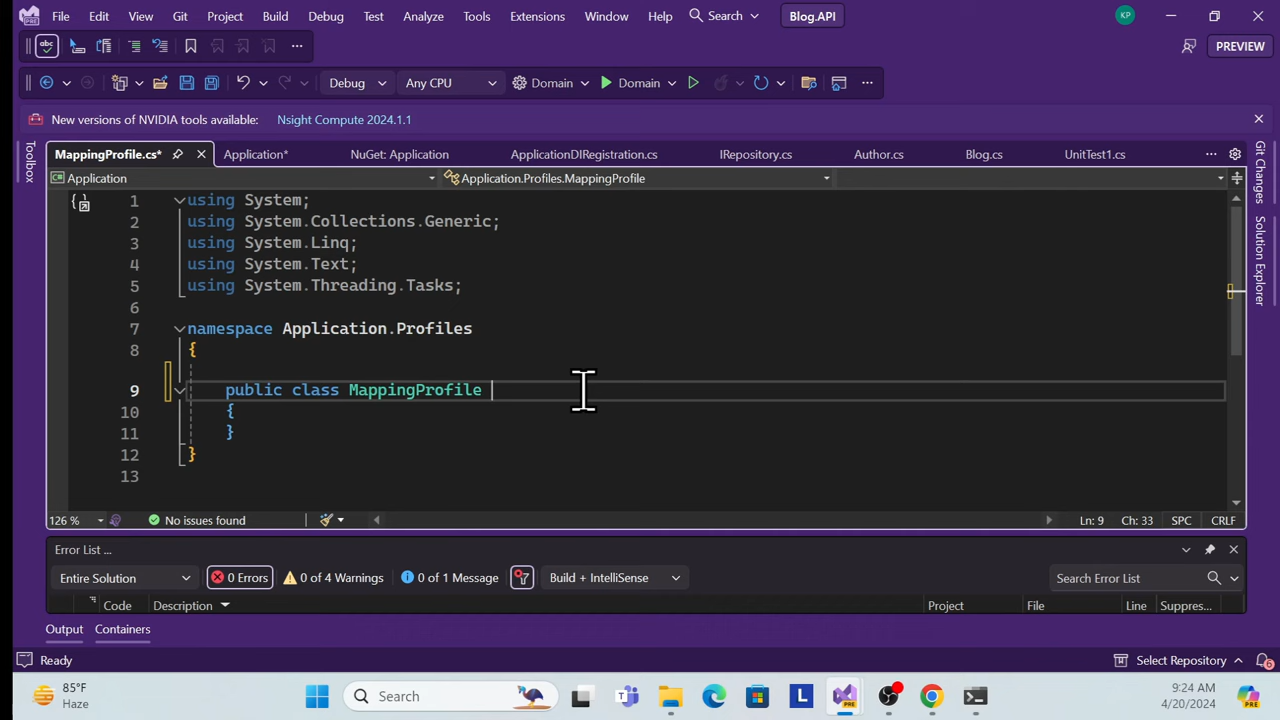 File Edit View Git Project Build Debug Test Analyze Tools Extensions Window Help Search Blog.API KP
abc PREVIEW
Debug Any CPU Domain Domain
New versions of NVIDIA tools available: Nsight Compute 2024.1.1
Toolbox
MappingProfile.cs* Application* NuGet: Application ApplicationDIRegistration.cs IRepository.cs Author.cs Blog.cs UnitTest1.cs
Application Application.Profiles.MappingProfile
1 using System;
2 using System.Collections.Generic;
3 using System.Linq;
4 using System.Text;
5 using System.Threading.Tasks;
6
7 namespace Application.Profiles
8 {
9 public class MappingProfile
10 {
11 }
12 }
13
Git Changes
Solution Explorer
126 % No issues found Ln: 9 Ch: 33 SPC CRLF
Error List ...
Entire Solution 0 Errors 0 of 4 Warnings 0 of 1 Message Build + IntelliSense Search Error List
Code Description Project File Line Suppres...
Output Containers
Ready Select Repository 6
85°F Search PRE L PRE 9:24 AM PRE
Haze 4/20/2024